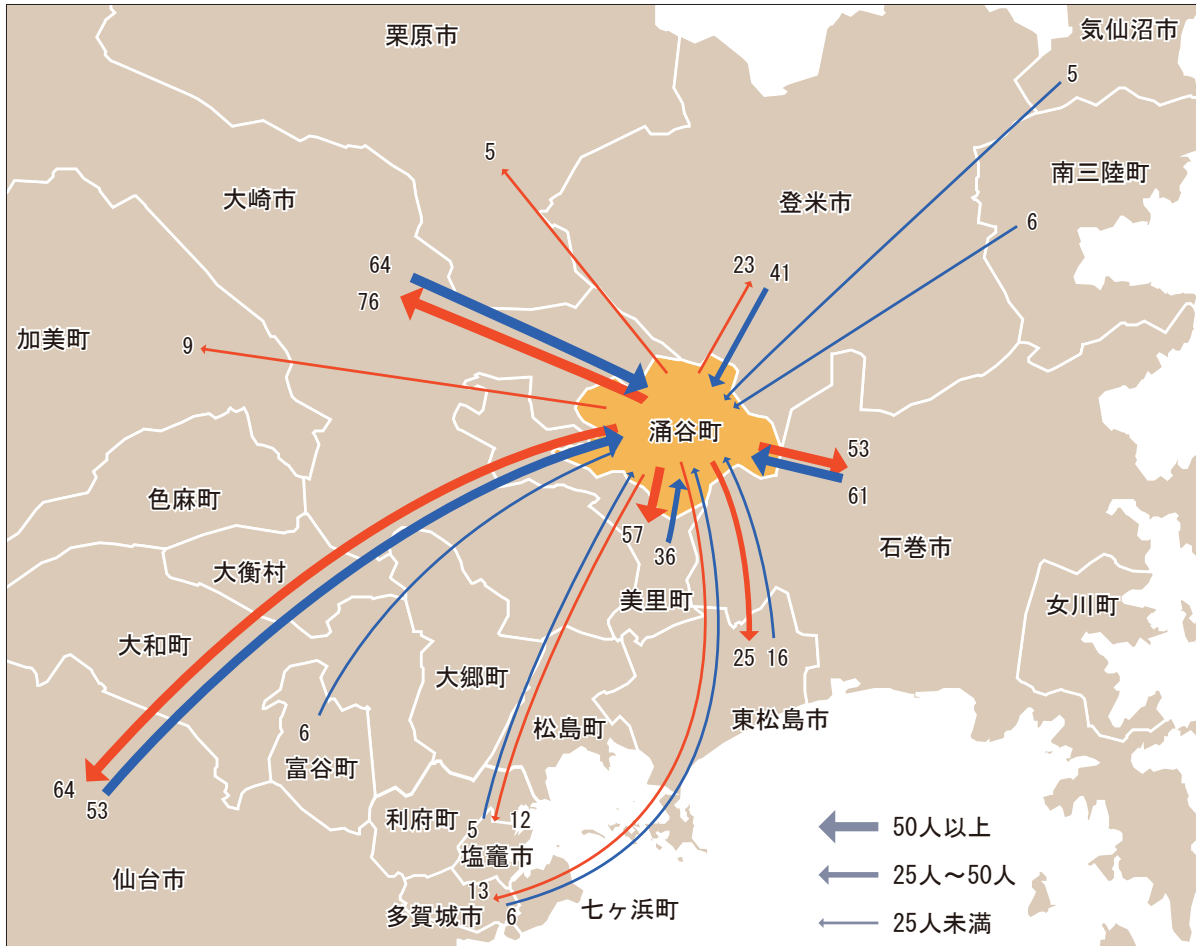 栗原市
気仙沼市
5
5
南三陸町
大崎市
登米市
6
64
23
41
76
加美町
9
涌谷町
53
61
色麻町
57
36
石巻市
大衡村
美里町
女川町
大和町
25
16
大郷町
6
松島町
東松島市
富谷町
64
53
利府町
5
12
50人以上
塩竈市
仙台市
13
25人～50人
多賀城市
6
七ヶ浜町
25人未満